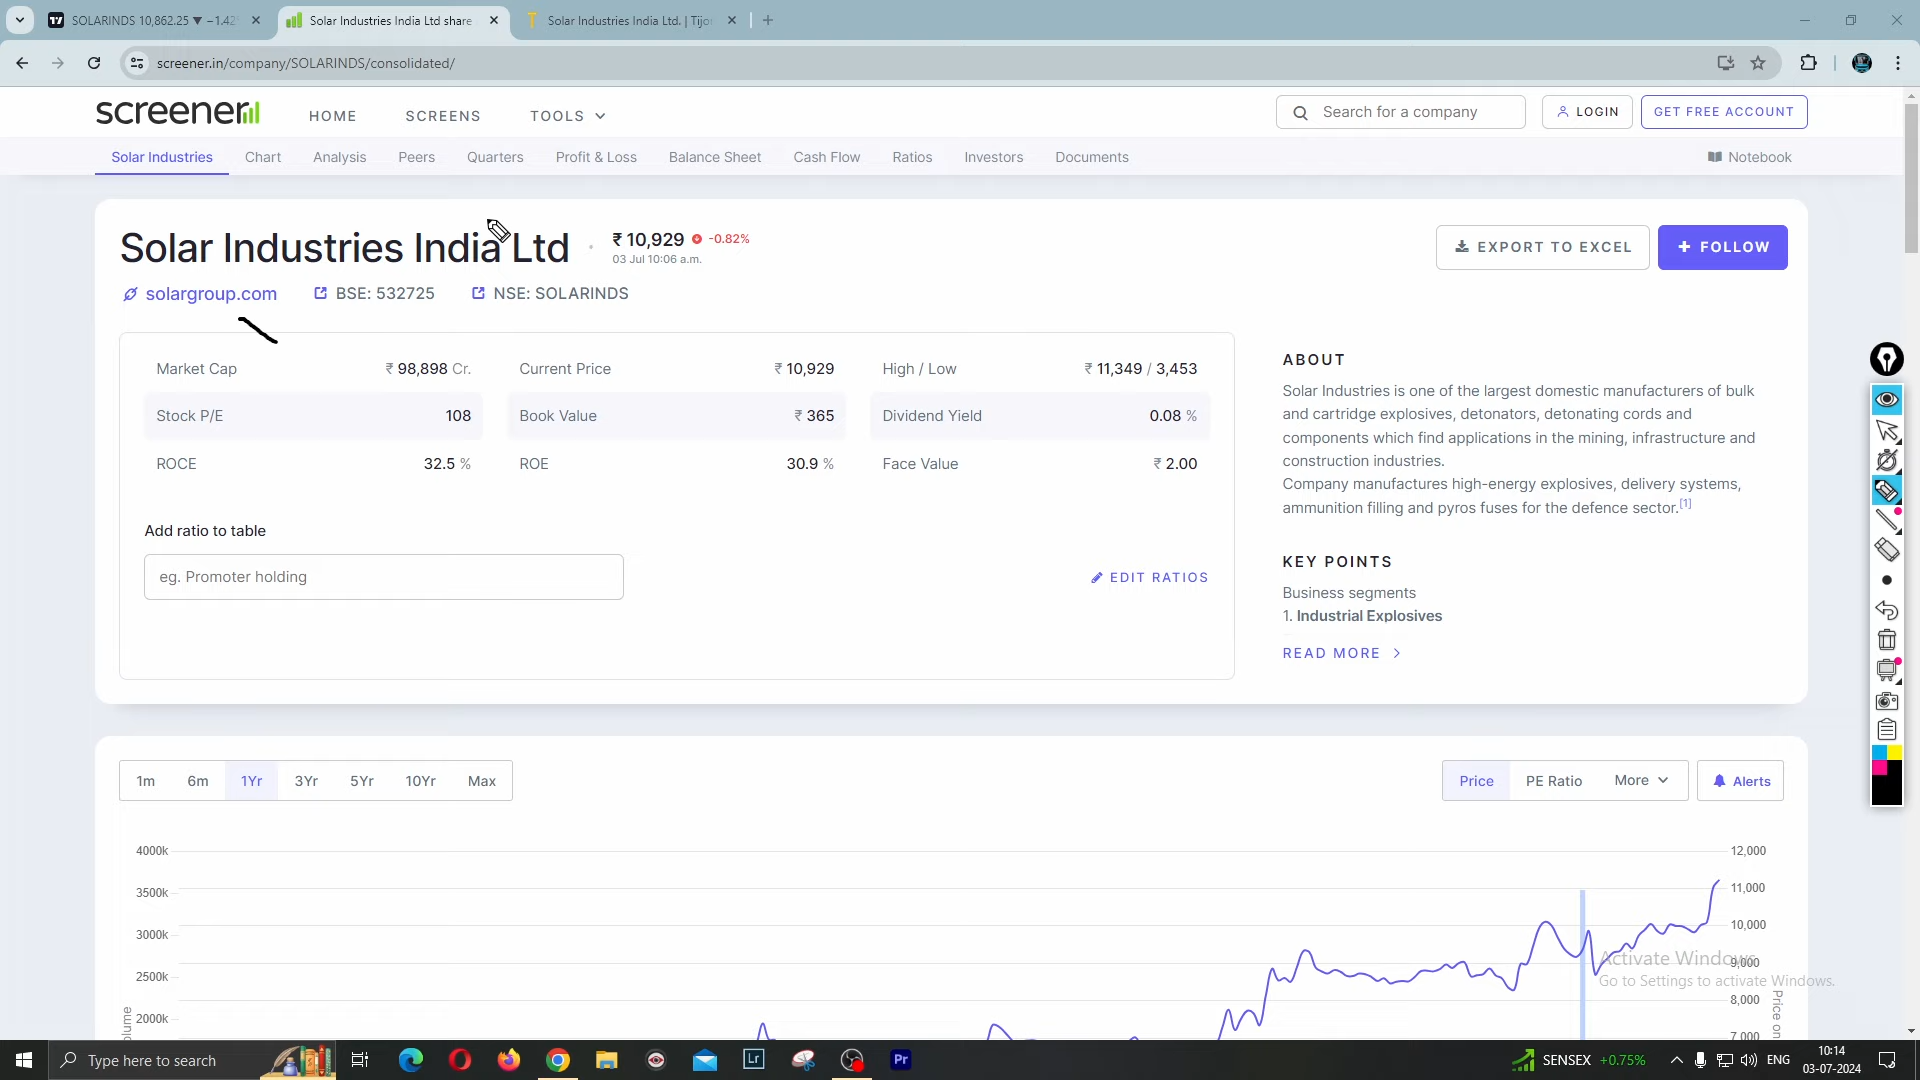 SOLARINDS 10,862.25 ▼ −1.42%
Solar Industries India Ltd share
Solar Industries India Ltd. | Tijor
screener.in/company/SOLARINDS/consolidated/
screener
HOME
SCREENS
TOOLS
Search for a company
LOGIN
GET FREE ACCOUNT
Solar Industries
Chart
Analysis
Peers
Quarters
Profit & Loss
Balance Sheet
Cash Flow
Ratios
Investors
Documents
Notebook
Solar Industries India Ltd
₹ 10,929 -0.82%
03 Jul 10:06 a.m.
EXPORT TO EXCEL
+ FOLLOW
solargroup.com
BSE: 532725
NSE: SOLARINDS
Market Cap ₹ 98,898 Cr.
Current Price ₹ 10,929
High / Low ₹ 11,349 / 3,453
Stock P/E 108
Book Value ₹ 365
Dividend Yield 0.08 %
ROCE 32.5 %
ROE 30.9 %
Face Value ₹ 2.00
Add ratio to table
eg. Promoter holding
EDIT RATIOS
ABOUT
Solar Industries is one of the largest domestic manufacturers of bulk
and cartridge explosives, detonators, detonating cords and
components which find applications in the mining, infrastructure and
construction industries.
Company manufactures high-energy explosives, delivery systems,
ammunition filling and pyros fuses for the defence sector.[1]
KEY POINTS
Business segments
1. Industrial Explosives
READ MORE
1m
6m
1Yr
3Yr
5Yr
10Yr
Max
Price
PE Ratio
More
Alerts
4000k
3500k
3000k
2500k
2000k
12,000
11,000
10,000
9,000
8,000
7,000
Price on
Activate Windows
Go to Settings to activate Windows.
Type here to search
Lr
Pr
SENSEX +0.75%
ENG
10:14
03-07-2024